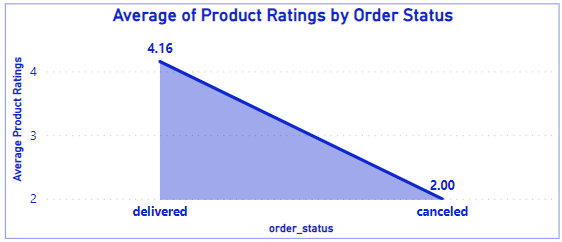 Average of Product Ratings by Order Status
4.16
4
Average Product Ratings
3
2.00
2
delivered canceled
order_status